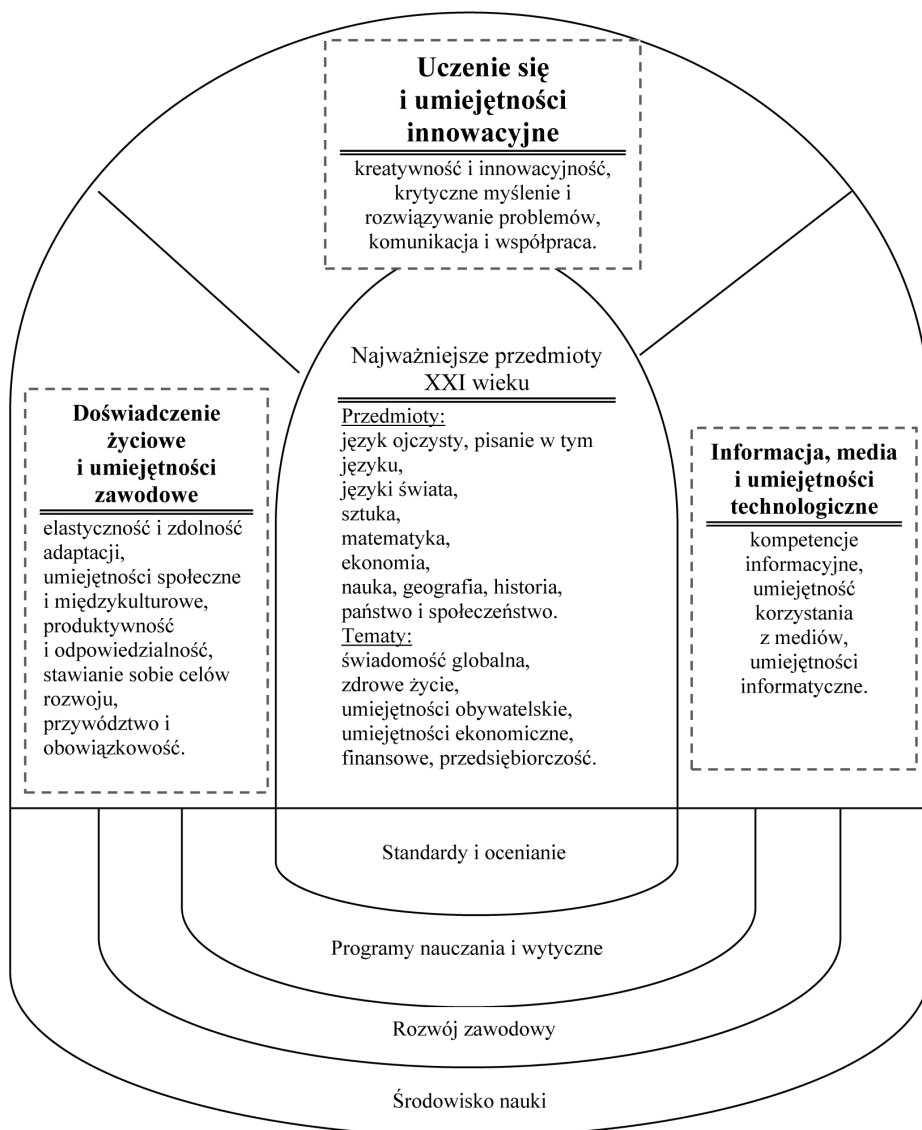 Uczenie się
i umiejętności
innowacyjne
kreatywność i innowacyjność,
krytyczne myślenie i
rozwiązywanie problemów,
komunikacja i współpraca.
Doświadczenie
życiowe
i umiejętności
zawodowe
elastyczność i zdolność
adaptacji,
umiejętności społeczne
i międzykulturowe,
produktywność
i odpowiedzialność,
stawianie sobie celów
rozwoju,
przywództwo i
obowiązkowość.
Najważniejsze przedmioty
XXI wieku
Przedmioty:
język ojczysty, pisanie w tym
języku,
języki świata,
sztuka,
matematyka,
ekonomia,
nauka, geografia, historia,
państwo i społeczeństwo.
Tematy:
świadomość globalna,
zdrowe życie,
umiejętności obywatelskie,
umiejętności ekonomiczne,
finansowe, przedsiębiorczość.
Informacja, media
i umiejętności
technologiczne
kompetencje
informacyjne,
umiejętność
korzystania
z mediów,
umiejętności
informatyczne.
Standardy i ocenianie
Programy nauczania i wytyczne
Rozwój zawodowy
Środowisko nauki